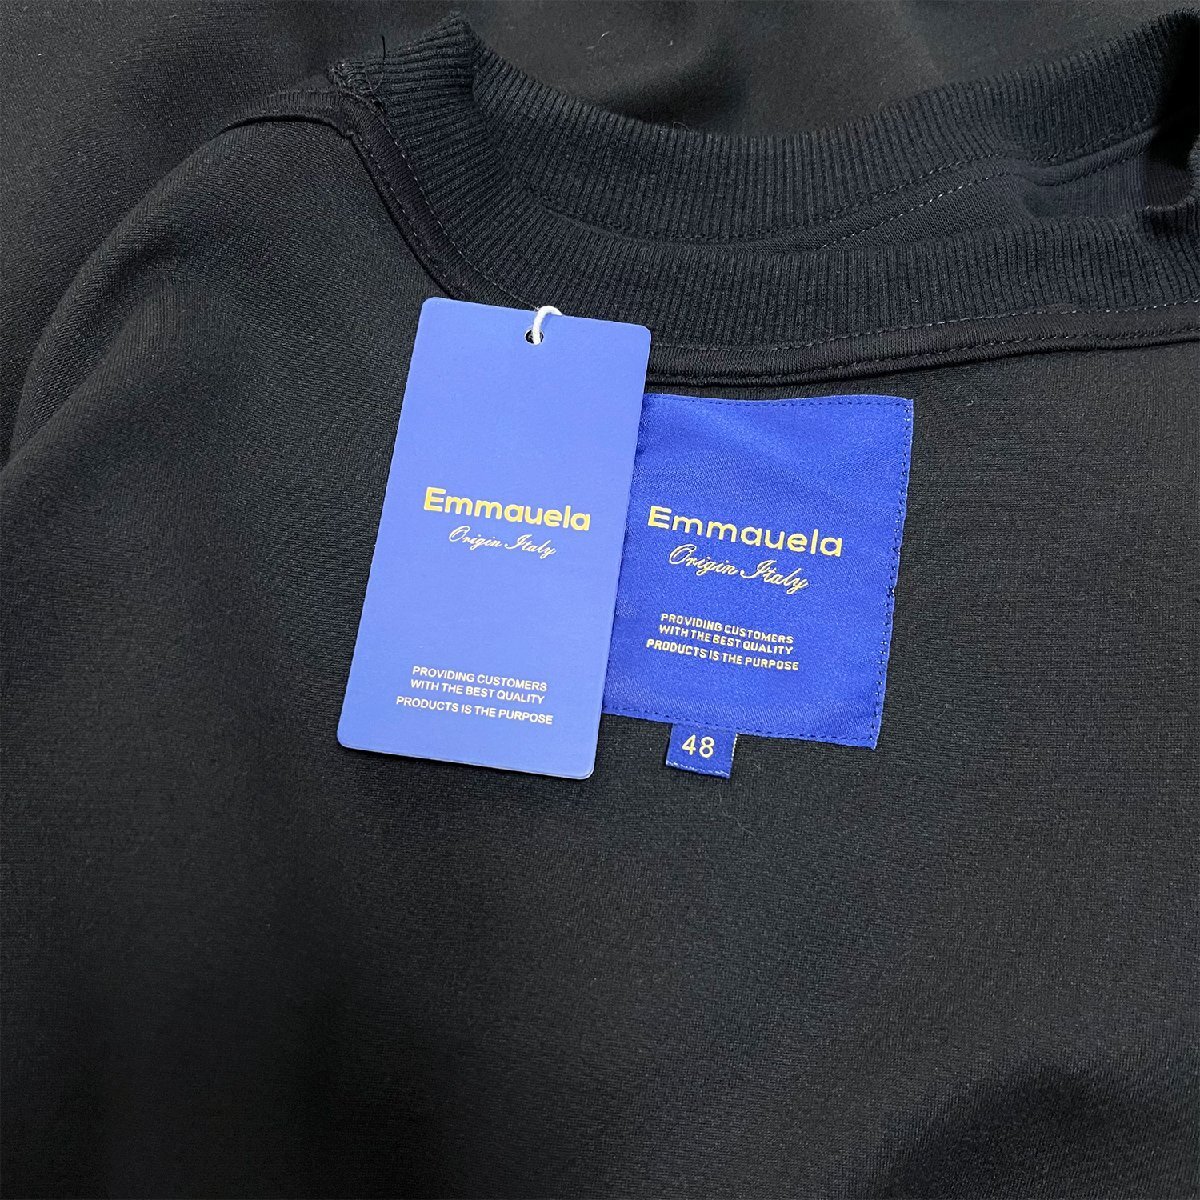 Emmauela
Origin Italy
PROVIDING CUSTOMERS
WITH THE BEST QUALITY
PRODUCTS IS THE PURPOSE
Emmauela
Origin Italy
PROVIDING CUSTOMERS
WITH THE BEST QUALITY
PRODUCTS IS THE PURPOSE
48